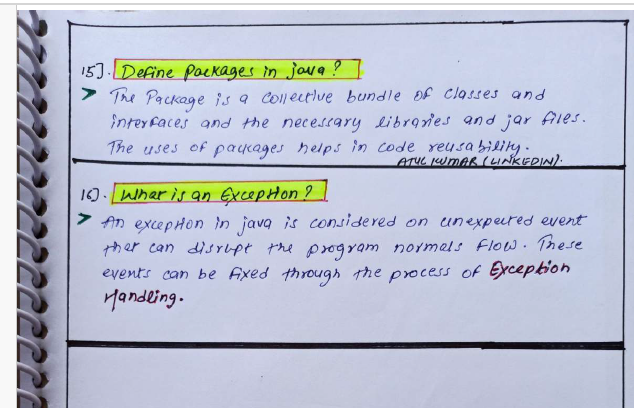 15]. Define Packages in java?
> The Package is a collective bundle of classes and
interfaces and the necessary libraries and jar files.
The uses of packages helps in code reusability.
ATUL KUMAR (LINKEDIN).
16). What is an Exception?
> An exception in java is considered on unexpected event
that can disrupt the program normals flow. These
events can be fixed through the process of Exception
Handling.